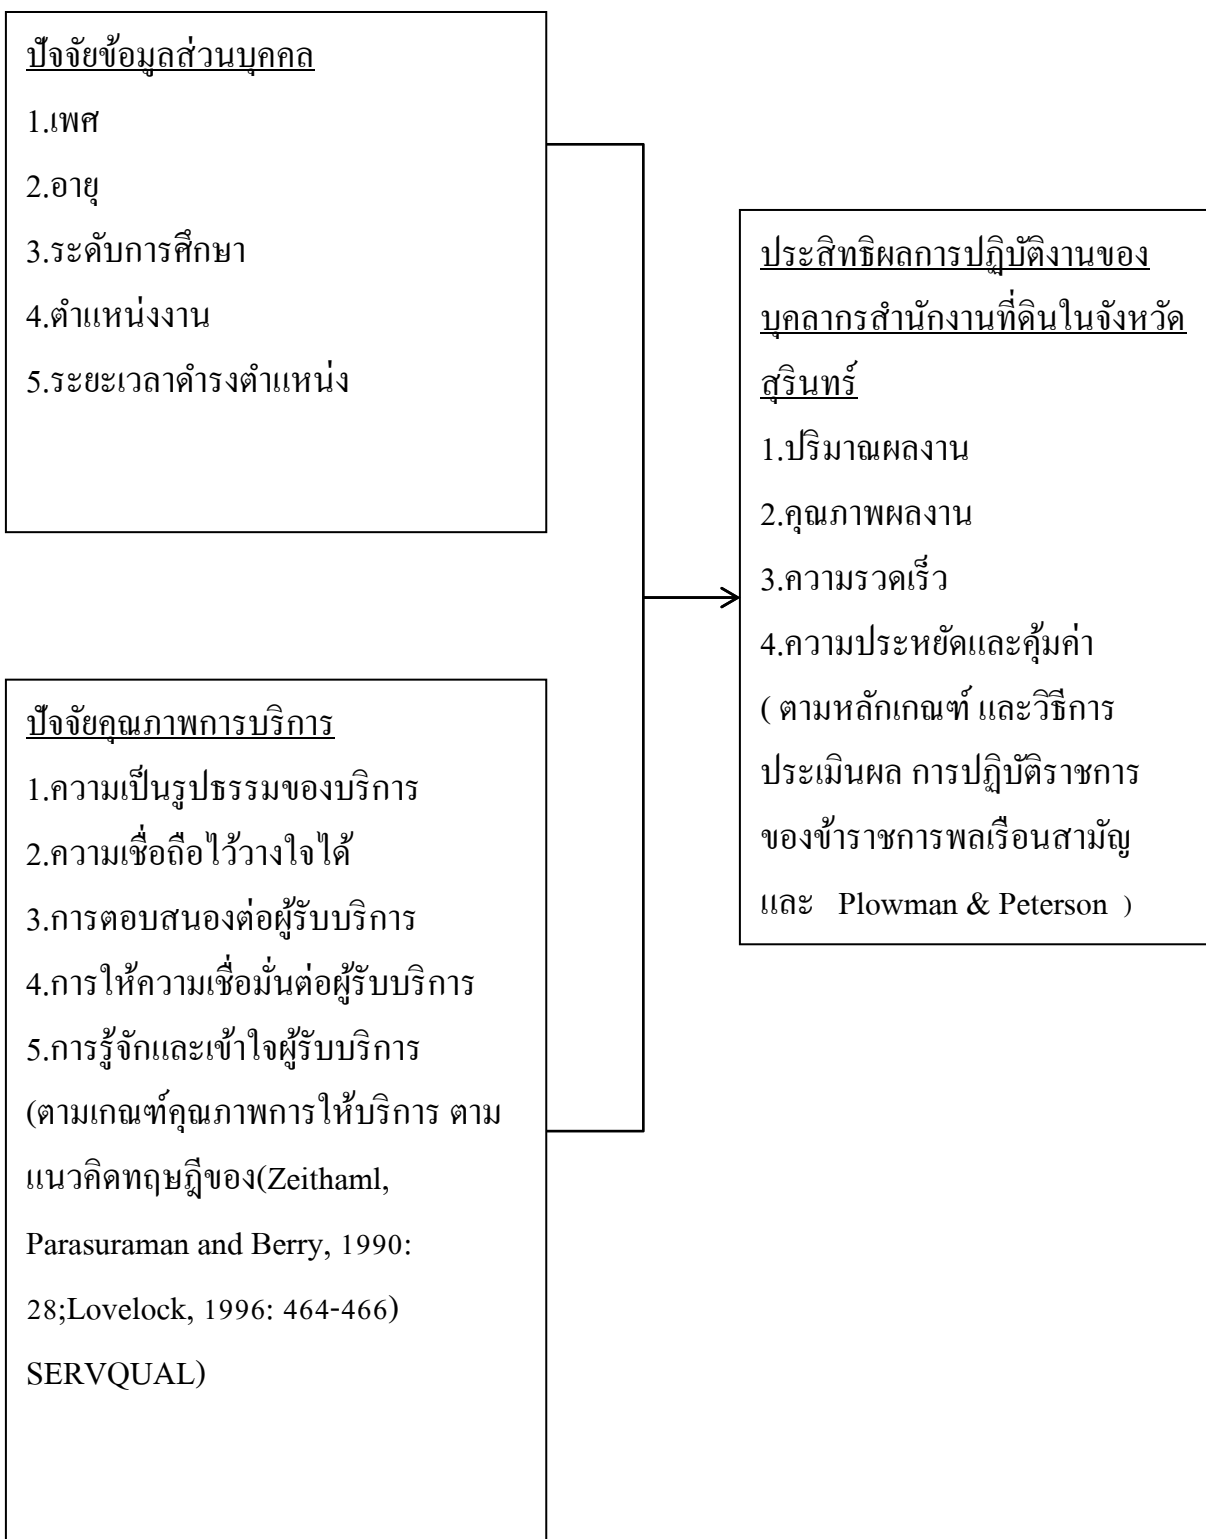 ปัจจัยข้อมูลส่วนบุคคล
1.เพศ
2.อายุ
3.ระดับการศึกษา
4.ตำแหน่งงาน
5.ระยะเวลาดำรงตำแหน่ง
ปัจจัยคุณภาพการบริการ
1.ความเป็นรูปธรรมของบริการ
2.ความเชื่อถือไว้วางใจได้
3.การตอบสนองต่อผู้รับบริการ
4.การให้ความเชื่อมั่นต่อผู้รับบริการ
5.การรู้จักและเข้าใจผู้รับบริการ
(ตามเกณฑ์คุณภาพการให้บริการ ตาม
แนวคิดทฤษฎีของ(Zeithaml,
Parasuraman and Berry, 1990:
28;Lovelock, 1996: 464-466)
SERVQUAL)
ประสิทธิผลการปฏิบัติงานของ
บุคลากรสำนักงานที่ดินในจังหวัด
สุรินทร์
1.ปริมาณผลงาน
2.คุณภาพผลงาน
3.ความรวดเร็ว
4.ความประหยัดและคุ้มค่า
( ตามหลักเกณฑ์ และวิธีการ
ประเมินผล การปฏิบัติราชการ
ของข้าราชการพลเรือนสามัญ
และ Plowman & Peterson )